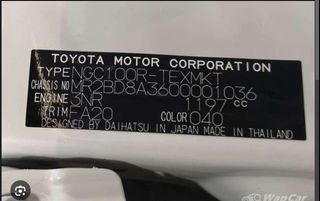 TOYOTA MOTOR CORPORATION
TYPE NGC100R-TEXMKT
CHASSIS NO MR2BD8A3600001036
ENGINE 3NR 1197 cc
TRIM FA20 COLOR 040
DESIGNED BY DAIHATSU IN JAPAN MADE IN THAILAND
WapCar